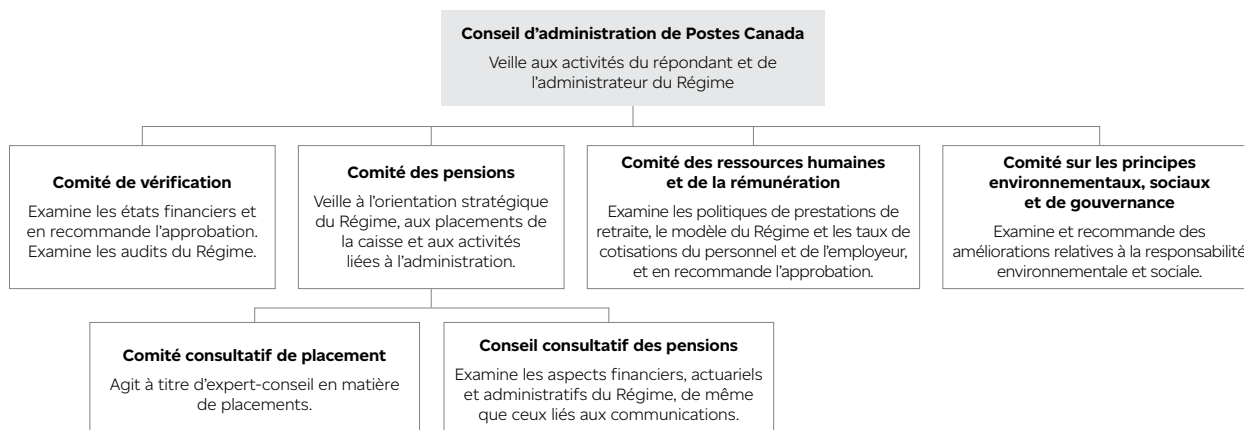 Conseil d’administration de Postes Canada
Veille aux activités du répondant et de
l’administrateur du Régime
Comité de vérification
Examine les états financiers et
en recommande l’approbation.
Examine les audits du Régime.
Comité des pensions
Veille à l’orientation stratégique
du Régime, aux placements de
la caisse et aux activités
liées à l’administration.
Comité des ressources humaines
et de la rémunération
Examine les politiques de prestations de
retraite, le modèle du Régime et les taux de
cotisations du personnel et de l’employeur,
et en recommande l’approbation.
Comité sur les principes
environnementaux, sociaux
et de gouvernance
Examine et recommande des
améliorations relatives à la responsabilité
environnementale et sociale.
Comité consultatif de placement
Agit à titre d’expert-conseil en matière
de placements.
Conseil consultatif des pensions
Examine les aspects financiers, actuariels
et administratifs du Régime, de même
que ceux liés aux communications.